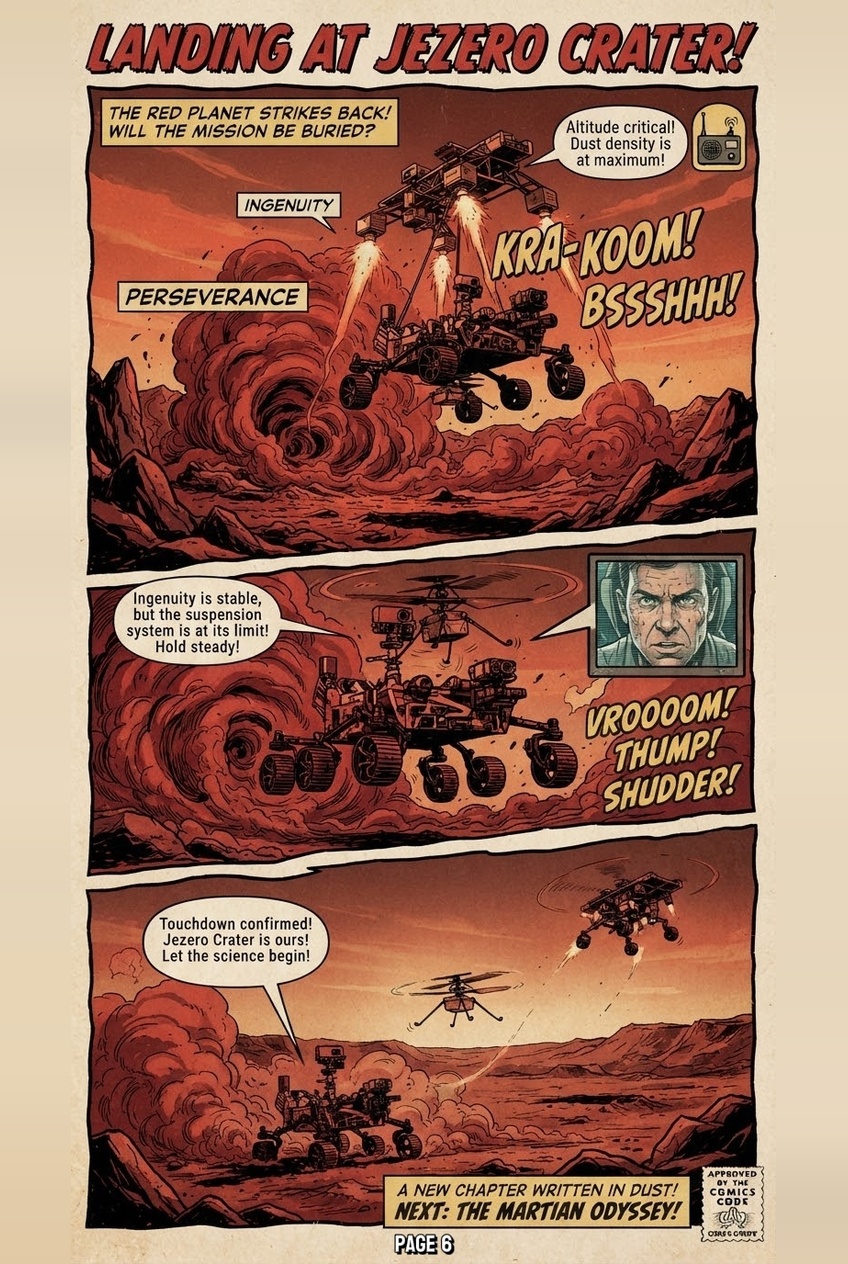 LANDING AT JEZERO CRATER!
THE RED PLANET STRIKES BACK!
WILL THE MISSION BE BURIED?
Altitude critical!
Dust density is
at maximum!
INGENUITY
KRA-KOOM!
BSSSHHH!
PERSEVERANCE
Ingenuity is stable,
but the suspension
system is at its limit!
Hold steady!
VROOOOM!
THUMP!
SHUDDER!
Touchdown confirmed!
Jezero Crater is ours!
Let the science begin!
A NEW CHAPTER WRITTEN IN DUST!
NEXT: THE MARTIAN ODYSSEY!
APPROVED
BY THE
COMICS
CODE
PAGE 6